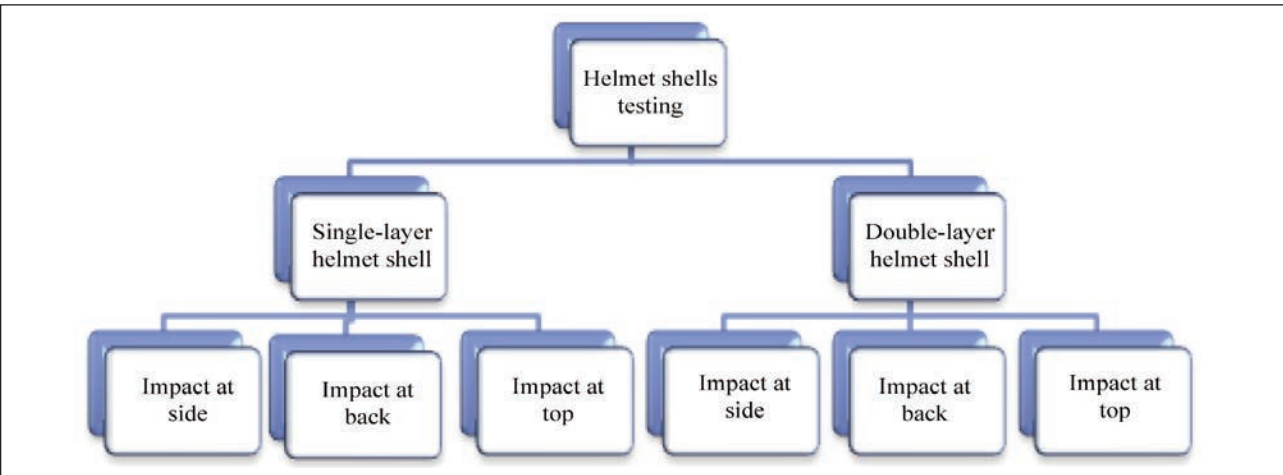 Helmet shells
testing
Single-layer
helmet shell
Double-layer
helmet shell
Impact at
side
Impact at
back
Impact at
top
Impact at
side
Impact at
back
Impact at
top